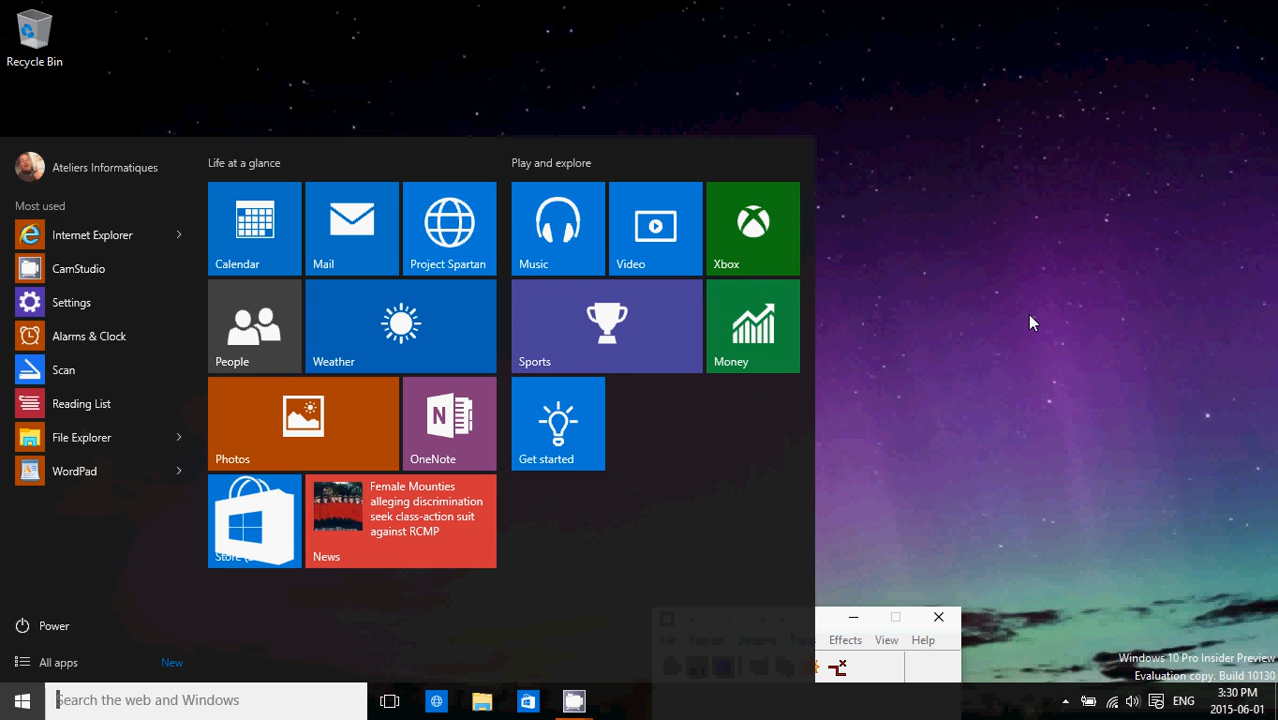 Recycle Bin
Ateliers Informatiques
Most used
Internet Explorer
CamStudio
Settings
Alarms & Clock
Scan
Reading List
File Explorer
WordPad
Power
All apps
New
Life at a glance
Calendar
Mail
Project Spartan
People
Weather
Photos
OneNote
Store
Female Mounties
alleging discrimination
seek class-action suit
against RCMP
News
Play and explore
Music
Video
Xbox
Sports
Money
Get started
Effects
View
Help
Windows 10 Pro Insider Preview
Evaluation copy. Build 10130
Search the web and Windows
ENG
3:30 PM
2015-06-01